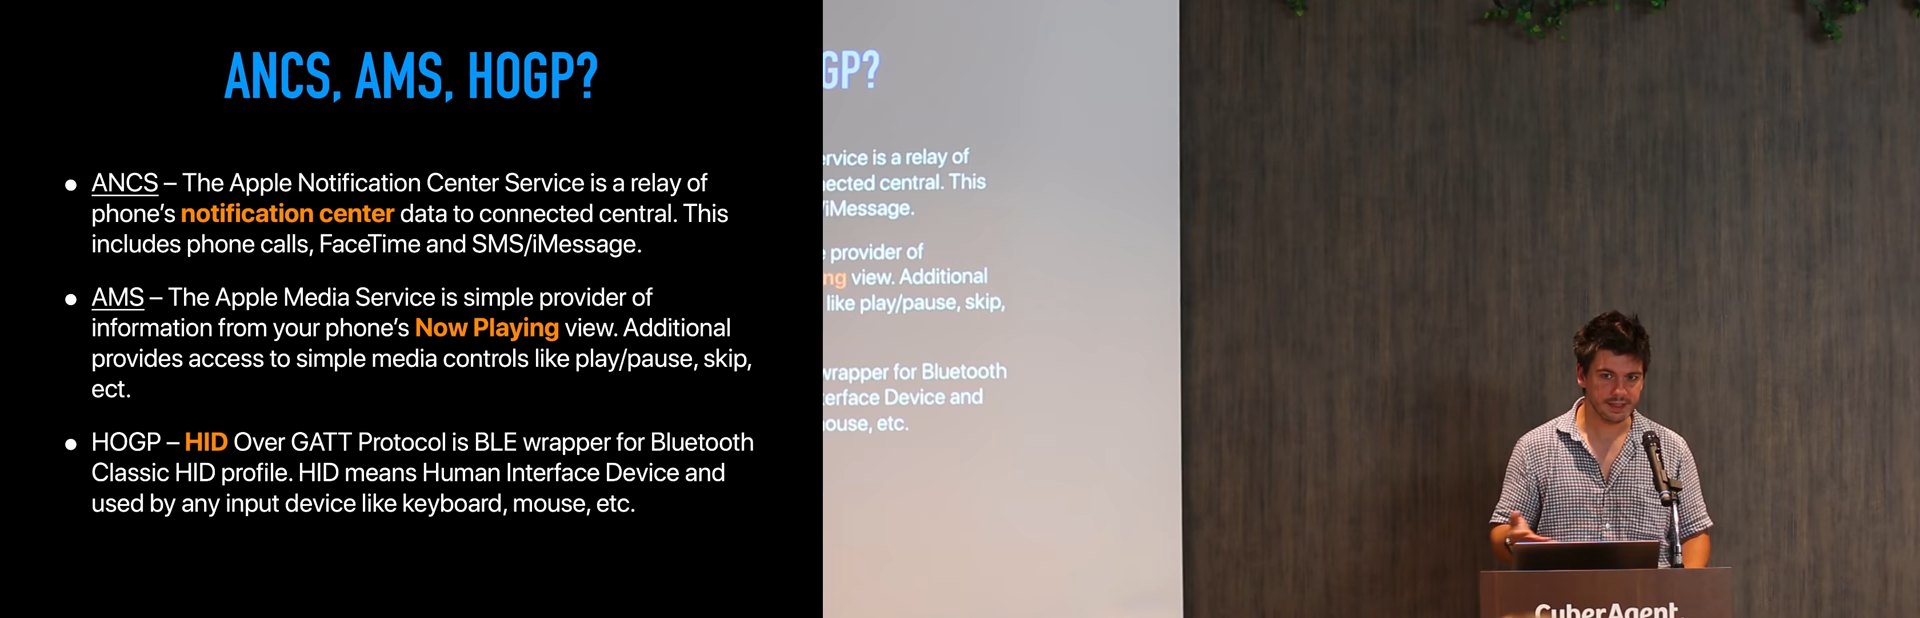 ANCS, AMS, HOGP?
● ANCS – The Apple Notification Center Service is a relay of
phone's notification center data to connected central. This
includes phone calls, FaceTime and SMS/iMessage.
● AMS – The Apple Media Service is simple provider of
information from your phone's Now Playing view. Additional
provides access to simple media controls like play/pause, skip,
ect.
● HOGP – HID Over GATT Protocol is BLE wrapper for Bluetooth
Classic HID profile. HID means Human Interface Device and
used by any input device like keyboard, mouse, etc.
GP?
ervice is a relay of
ected central. This
/iMessage.
provider of
ng view. Additional
like play/pause, skip,
wrapper for Bluetooth
erface Device and
ouse, etc.
CyberAgent.